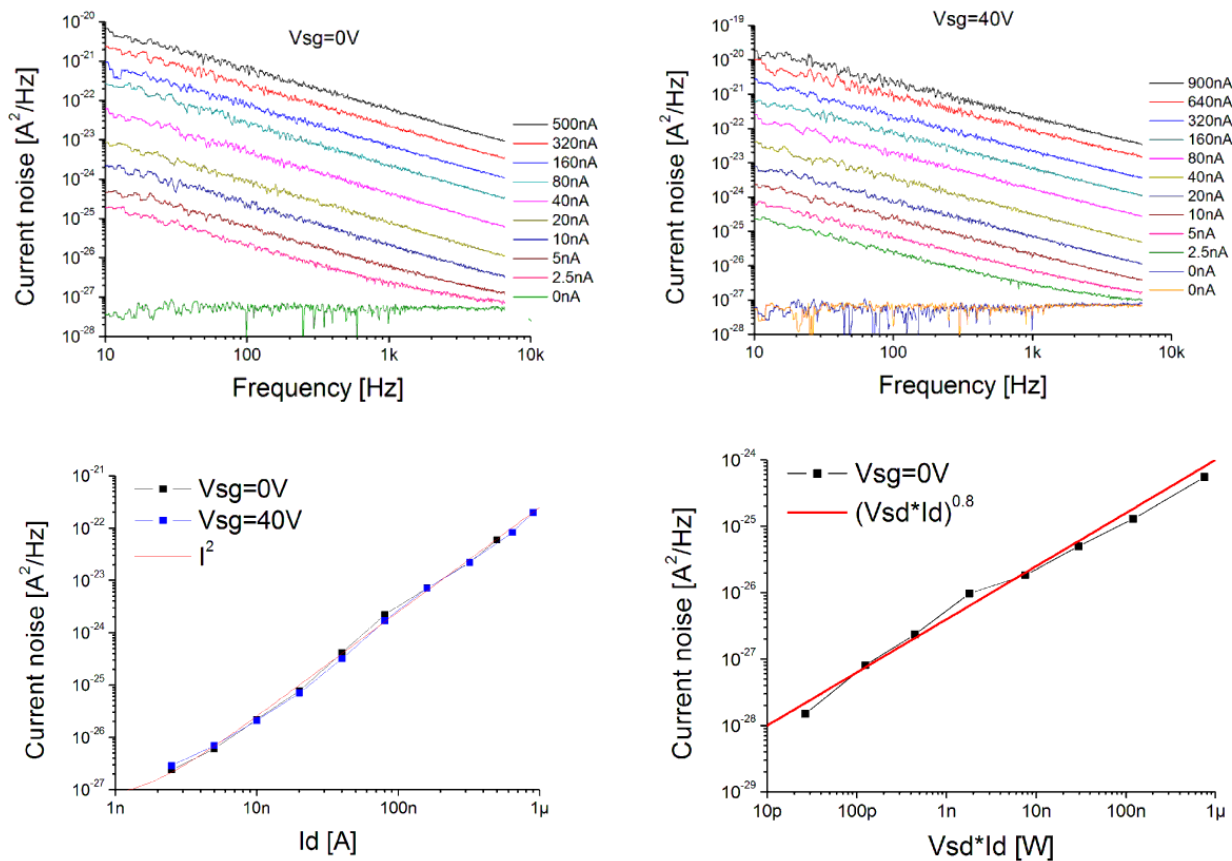 Vsg=0V
10^-20
10^-21
10^-22
10^-23
10^-24
10^-25
10^-26
10^-27
10^-28
Current noise [A^2/Hz]
500nA
320nA
160nA
80nA
40nA
20nA
10nA
5nA
2.5nA
0nA
10 100 1k 10k
Frequency [Hz]
Vsg=40V
10^-19
10^-20
10^-21
10^-22
10^-23
10^-24
10^-25
10^-26
10^-27
10^-28
Current noise [A^2/Hz]
900nA
640nA
320nA
160nA
80nA
40nA
20nA
10nA
5nA
2.5nA
0nA
0nA
10 100 1k 10k
Frequency [Hz]
10^-21
10^-22
10^-23
10^-24
10^-25
10^-26
10^-27
Current noise [A^2/Hz]
Vsg=0V
Vsg=40V
I^2
1n 10n 100n 1µ
Id [A]
10^-24
10^-25
10^-26
10^-27
10^-28
10^-29
Current noise [A^2/Hz]
Vsg=0V
(Vsd*Id)^0.8
10p 100p 1n 10n 100n 1µ
Vsd*Id [W]